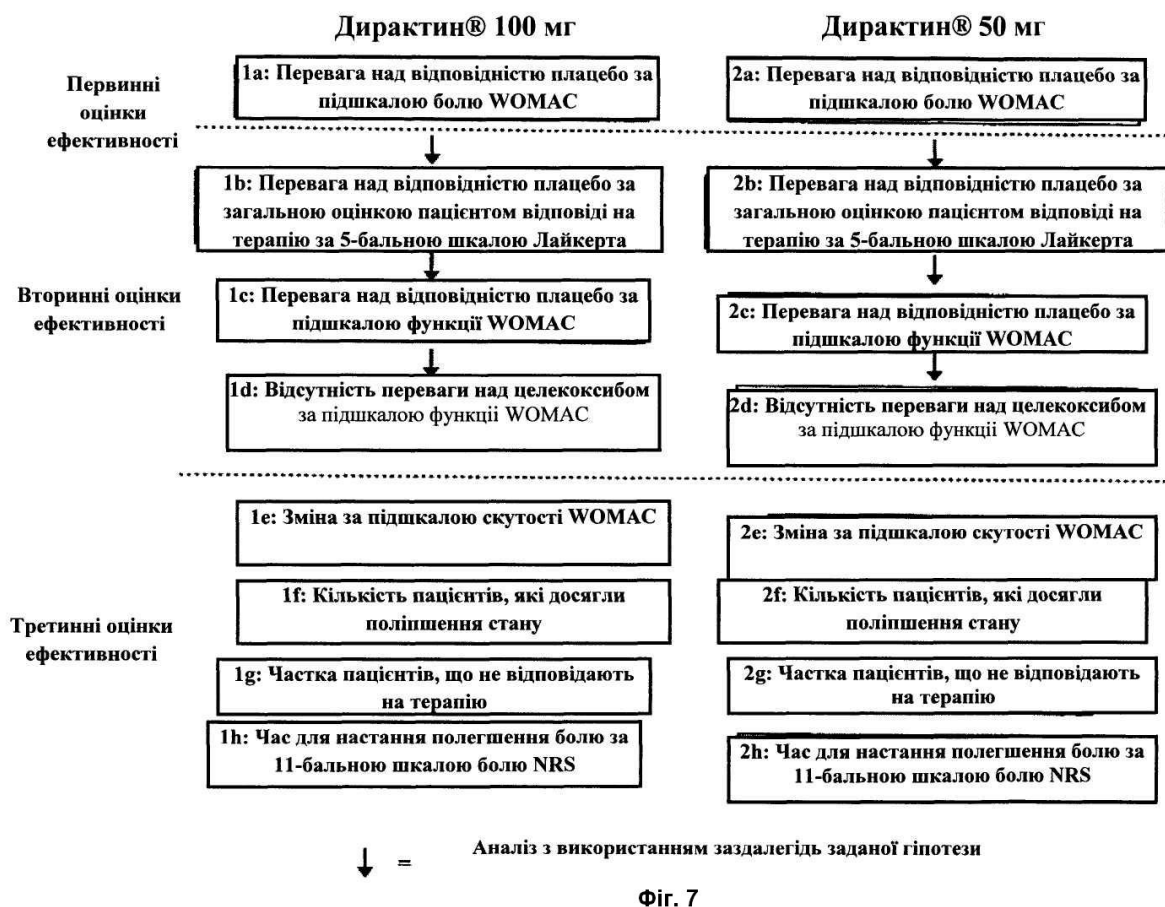 Дирактин® 100 мг
Дирактин® 50 мг
Первинні
оцінки
ефективності
1a: Перевага над відповідністю плацебо за
підшкалою болю WOMAC
2a: Перевага над відповідністю плацебо за
підшкалою болю WOMAC
Вторинні оцінки
ефективності
1b: Перевага над відповідністю плацебо за
загальною оцінкою пацієнтом відповіді на
терапію за 5-бальною шкалою Лайкерта
2b: Перевага над відповідністю плацебо за
загальною оцінкою пацієнтом відповіді на
терапію за 5-бальною шкалою Лайкерта
1c: Перевага над відповідністю плацебо за
підшкалою функції WOMAC
2c: Перевага над відповідністю плацебо за
підшкалою функції WOMAC
1d: Відсутність переваги над целекоксибом
за підшкалою функції WOMAC
2d: Відсутність переваги над целекоксибом
за підшкалою функції WOMAC
Третинні оцінки
ефективності
1e: Зміна за підшкалою скутості WOMAC
2e: Зміна за підшкалою скутості WOMAC
1f: Кількість пацієнтів, які досягли
поліпшення стану
2f: Кількість пацієнтів, які досягли
поліпшення стану
1g: Частка пацієнтів, що не відповідають
на терапію
2g: Частка пацієнтів, що не відповідають
на терапію
1h: Час для настання полегшення болю за
11-бальною шкалою болю NRS
2h: Час для настання полегшення болю за
11-бальною шкалою болю NRS
↓ = Аналіз з використанням заздалегідь заданої гіпотези
Фіг. 7